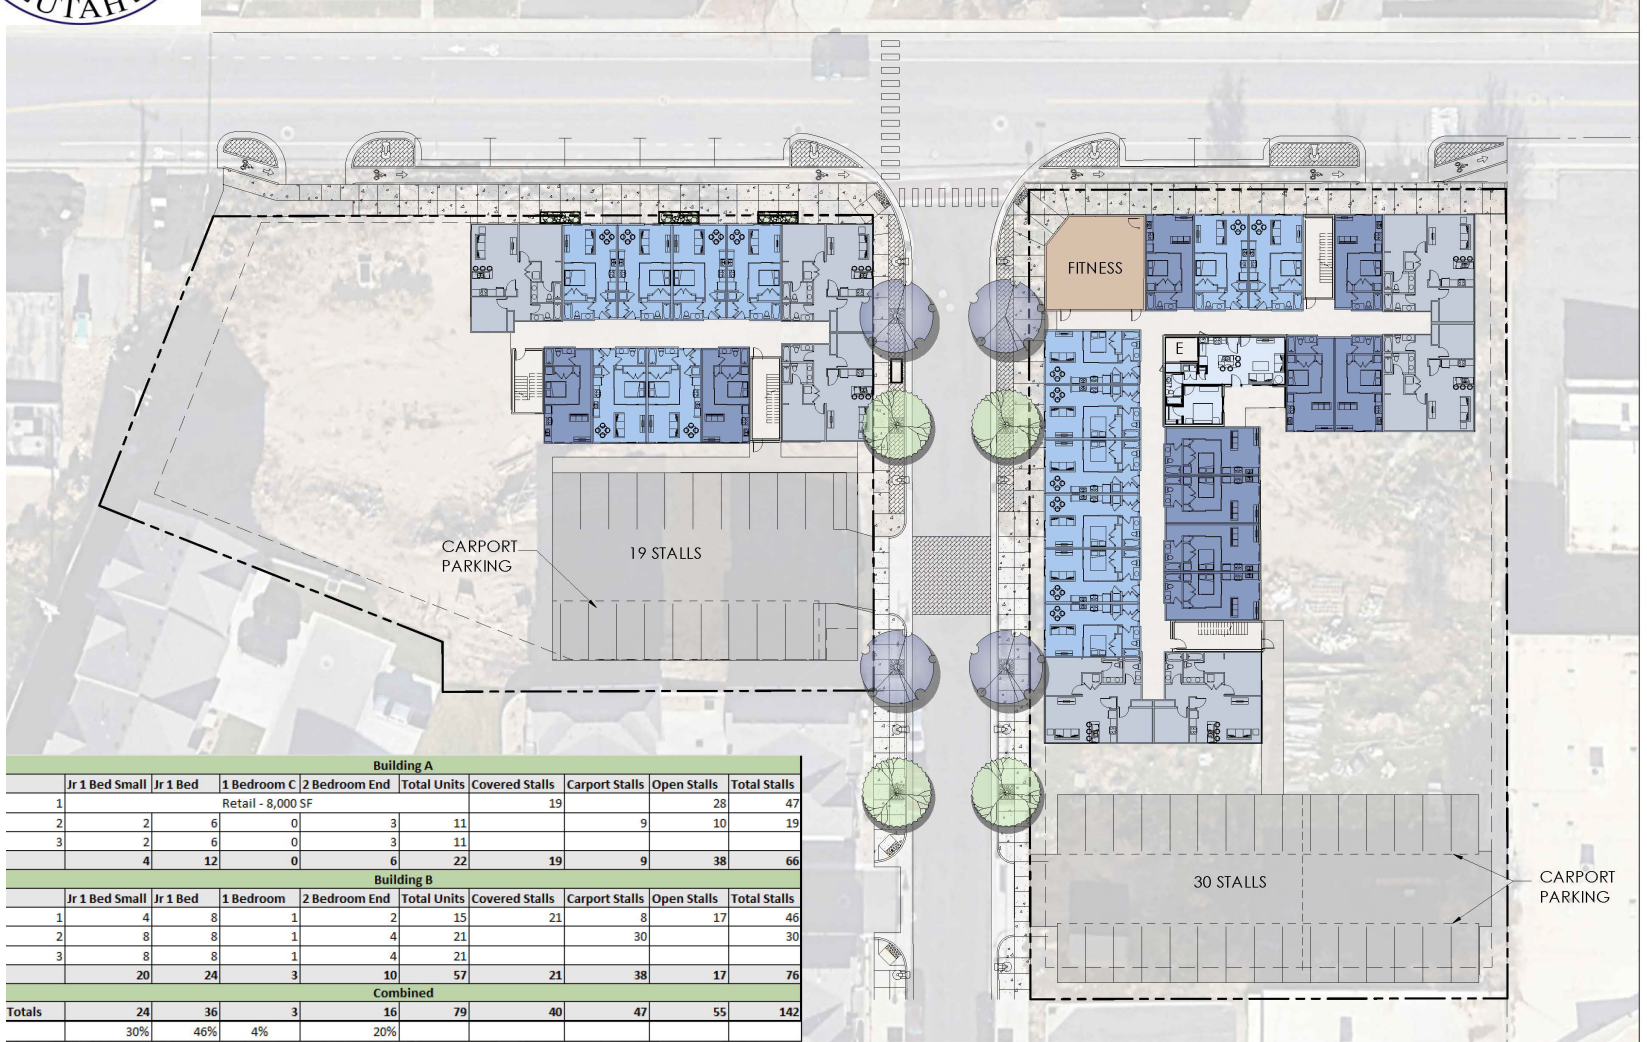 UTAH
FITNESS
E
CARPORT
PARKING
19 STALLS
30 STALLS
CARPORT
PARKING
Building A
Jr 1 Bed Small Jr 1 Bed 1 Bedroom C 2 Bedroom End Total Units Covered Stalls Carport Stalls Open Stalls Total Stalls
1 Retail - 8,000 SF 19 28 47
2 2 6 0 3 11 9 10 19
3 2 6 0 3 11
4 12 0 6 22 19 9 38 66
Building B
Jr 1 Bed Small Jr 1 Bed 1 Bedroom 2 Bedroom End Total Units Covered Stalls Carport Stalls Open Stalls Total Stalls
1 4 8 1 2 15 21 8 17 46
2 8 8 1 4 21 30 30
3 8 8 1 4 21
20 24 3 10 57 21 38 17 76
Combined
Totals 24 36 3 16 79 40 47 55 142
30% 46% 4% 20%